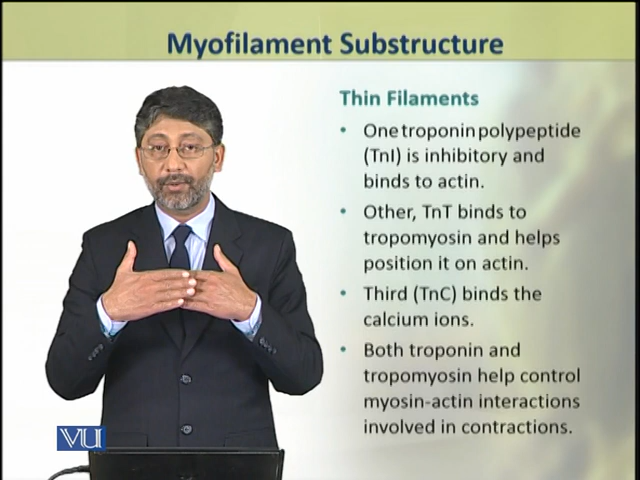 Myofilament Substructure
Thin Filaments
• One troponin polypeptide
(TnI) is inhibitory and
binds to actin.
• Other, TnT binds to
tropomyosin and helps
position it on actin.
• Third (TnC) binds the
calcium ions.
• Both troponin and
tropomyosin help control
myosin-actin interactions
involved in contractions.
VU